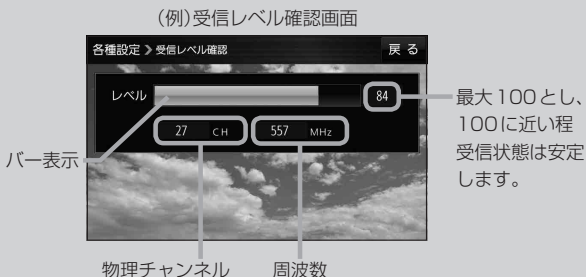 (例)受信レベル確認画面
各種設定 》 受信レベル確認
戻る
レベル
84
27 CH
557 MHz
バー表示
最大100とし、
100に近い程
受信状態は安定
します。
物理チャンネル
周波数